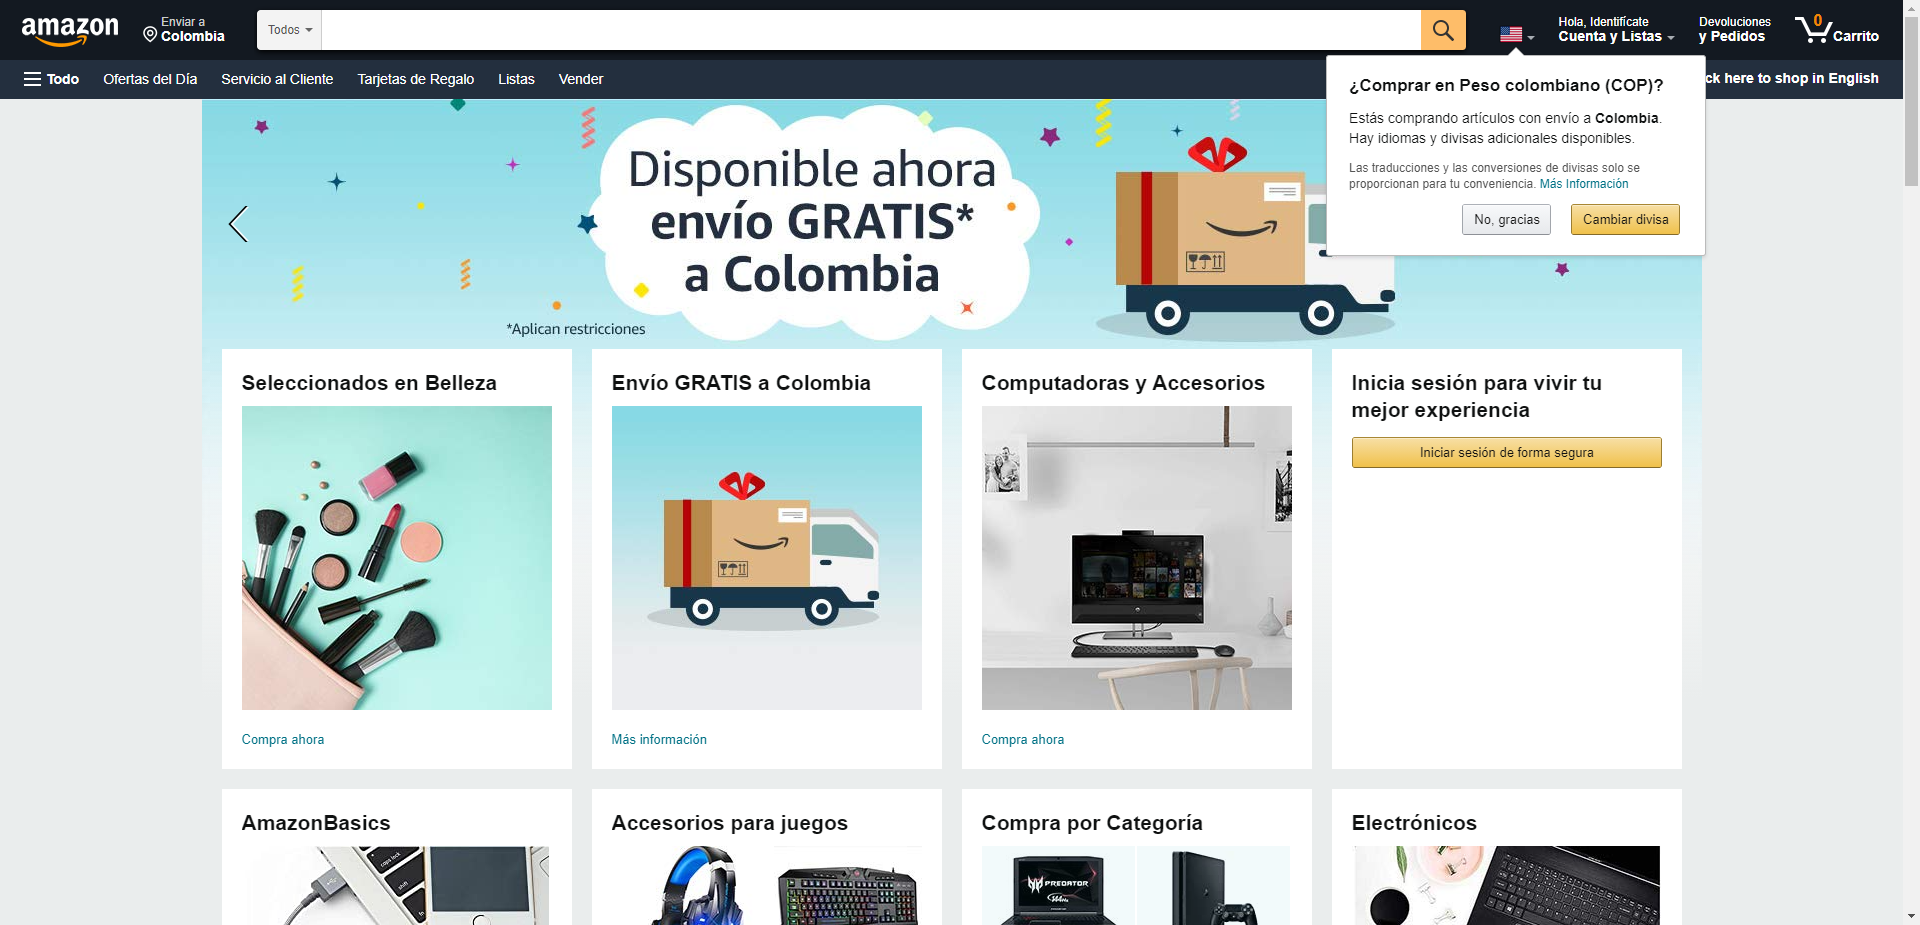 amazon
Enviar a
Colombia
Todos
Hola, Identifícate
Cuenta y Listas
Devoluciones
y Pedidos
0
Carrito
Todo
Ofertas del Día
Servicio al Cliente
Tarjetas de Regalo
Listas
Vender
ck here to shop in English
¿Comprar en Peso colombiano (COP)?
Estás comprando artículos con envío a Colombia.
Hay idiomas y divisas adicionales disponibles.
Las traducciones y las conversiones de divisas solo se
proporcionan para tu conveniencia. Más Información
No, gracias
Cambiar divisa
Disponible ahora
envío GRATIS*
a Colombia
*Aplican restricciones
Seleccionados en Belleza
Compra ahora
Envío GRATIS a Colombia
Más información
Computadoras y Accesorios
Compra ahora
Inicia sesión para vivir tu
mejor experiencia
Iniciar sesión de forma segura
AmazonBasics
caps lock
shift
fn
Accesorios para juegos
Compra por Categoría
PREDATOR
Electrónicos